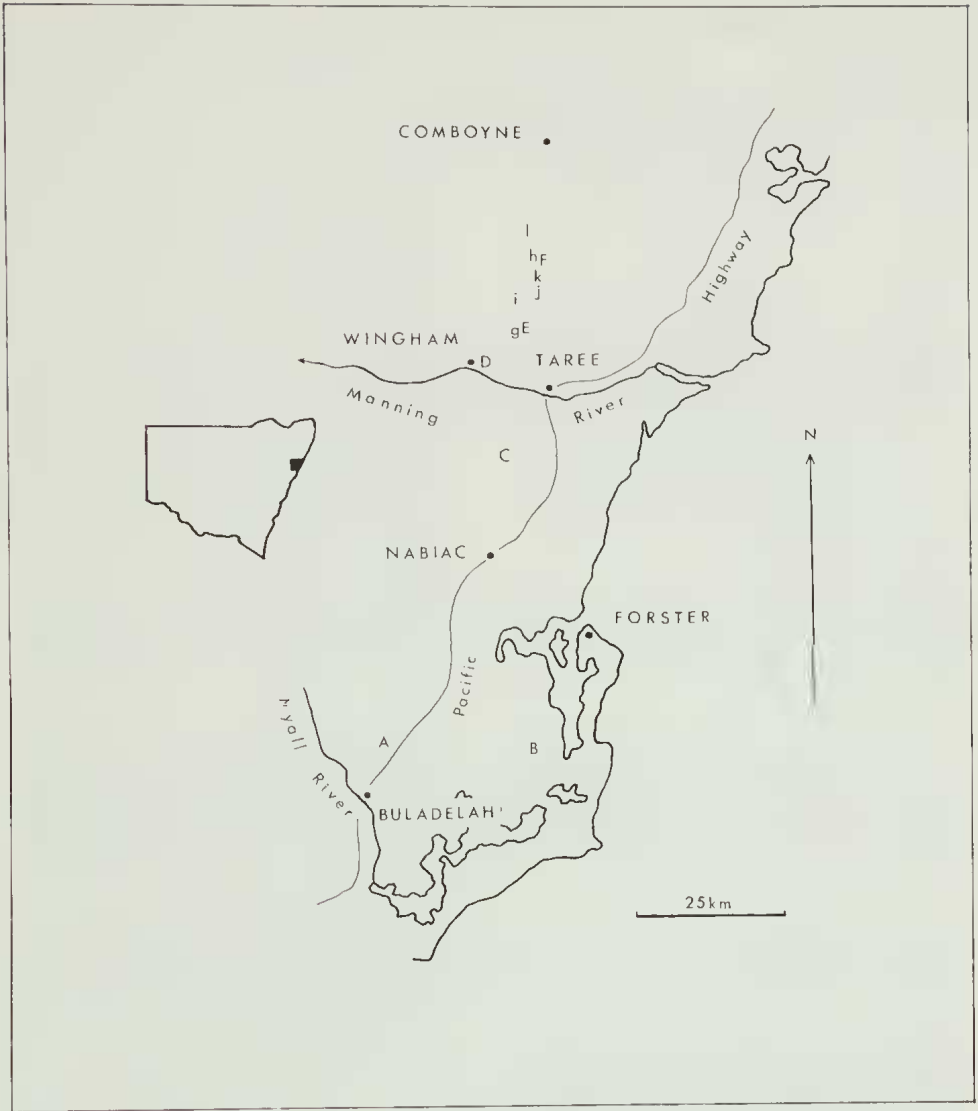 COMBOYNE
l
hF
k
j
i
gE
Highway
WINGHAM
D
TAREE
Manning
River
C
N
NABIAC
FORSTER
Pacific
Myall
River
A
B
BULADELAH
25km